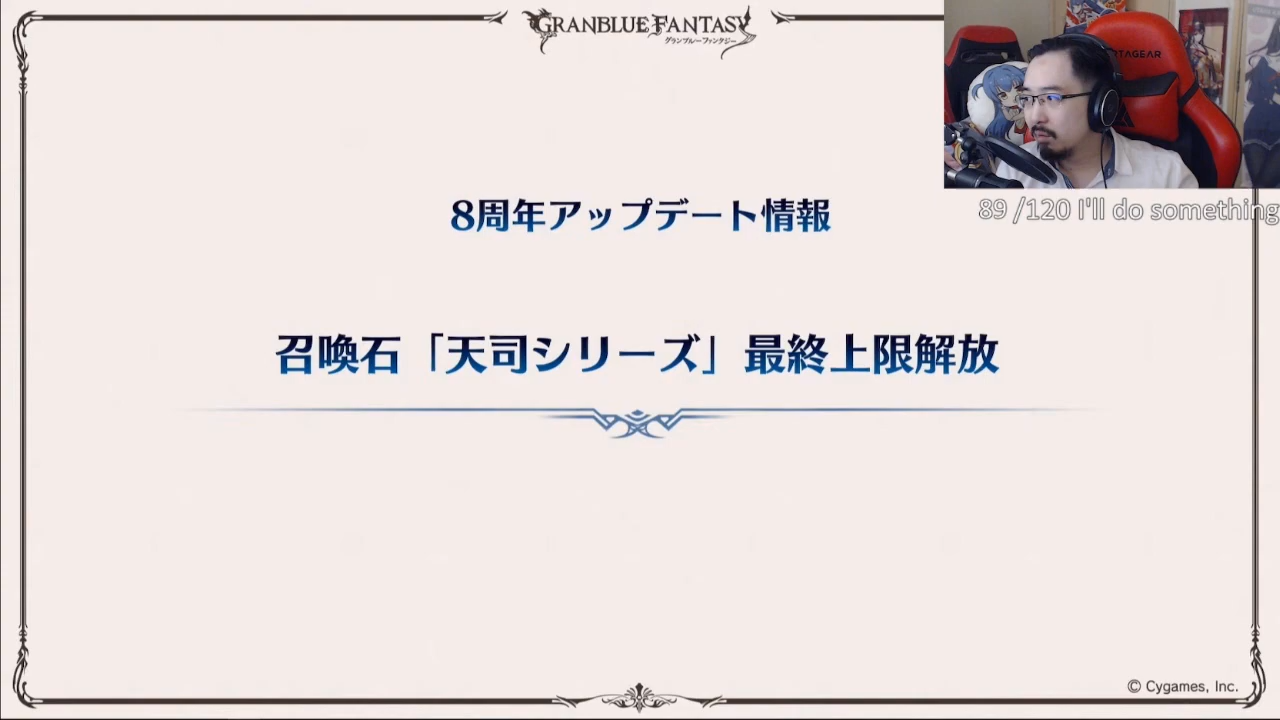 GRANBLUE FANTASY
グランブルーファンタジー
8周年アップデート情報
召喚石「天司シリーズ」最終上限解放
89 /120 I'll do something
© Cygames, Inc.